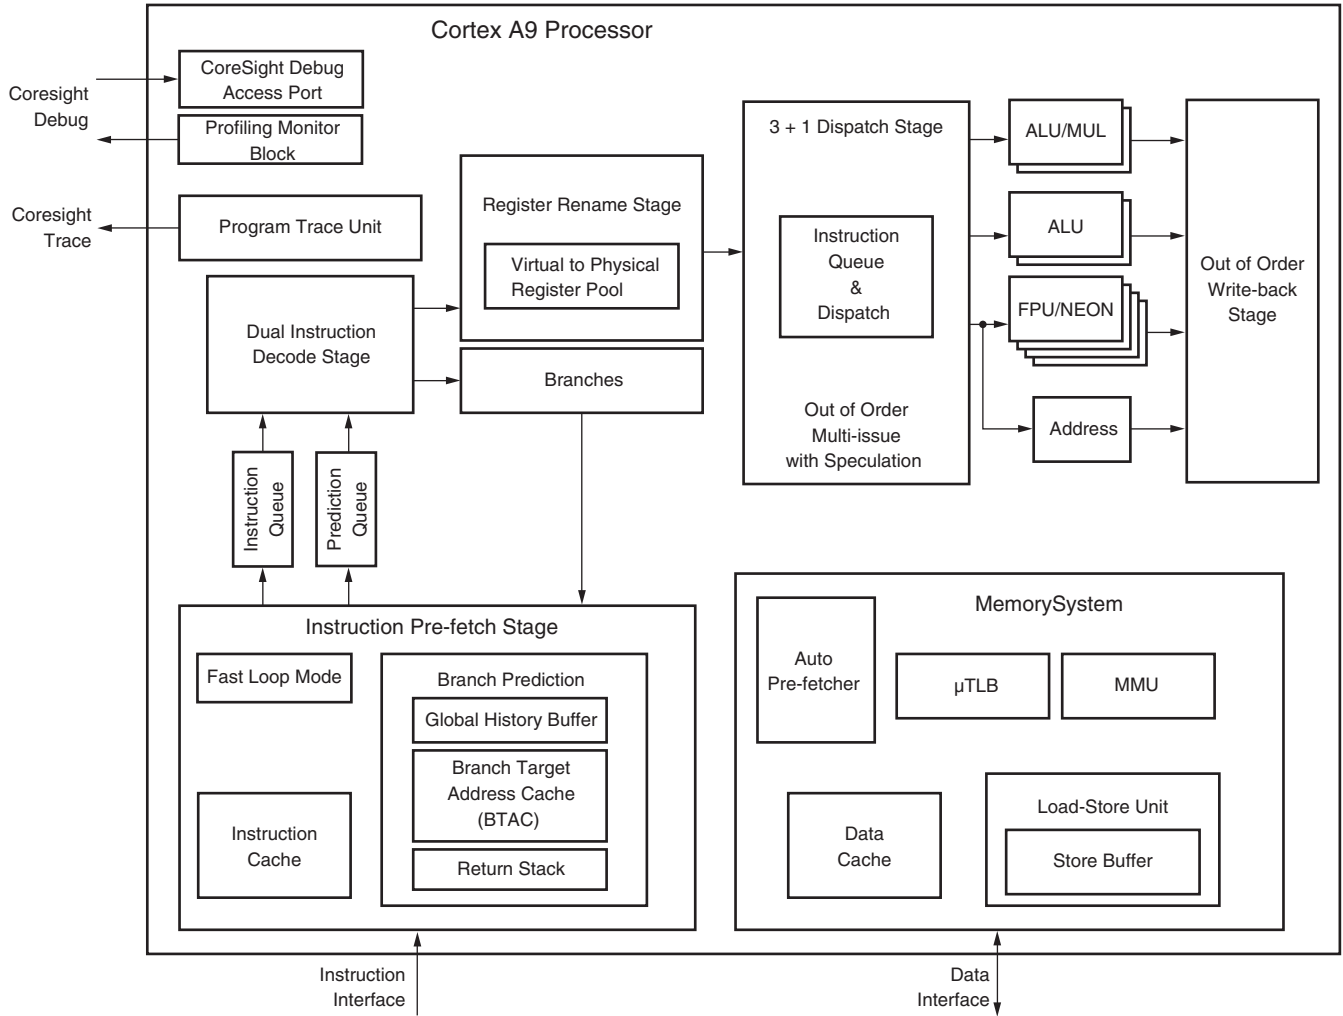 Cortex A9 Processor
Coresight
Debug
CoreSight Debug
Access Port
Profiling Monitor
Block
Coresight
Trace
Program Trace Unit
Dual Instruction
Decode Stage
Register Rename Stage
Virtual to Physical
Register Pool
Branches
3 + 1 Dispatch Stage
Instruction
Queue
&
Dispatch
Out of Order
Multi-issue
with Speculation
ALU/MUL
ALU
FPU/NEON
Address
Out of Order
Write-back
Stage
Instruction
Queue
Prediction
Queue
Instruction Pre-fetch Stage
Fast Loop Mode
Instruction
Cache
Branch Prediction
Global History Buffer
Branch Target
Address Cache
(BTAC)
Return Stack
MemorySystem
Auto
Pre-fetcher
µTLB
MMU
Data
Cache
Load-Store Unit
Store Buffer
Instruction
Interface
Data
Interface